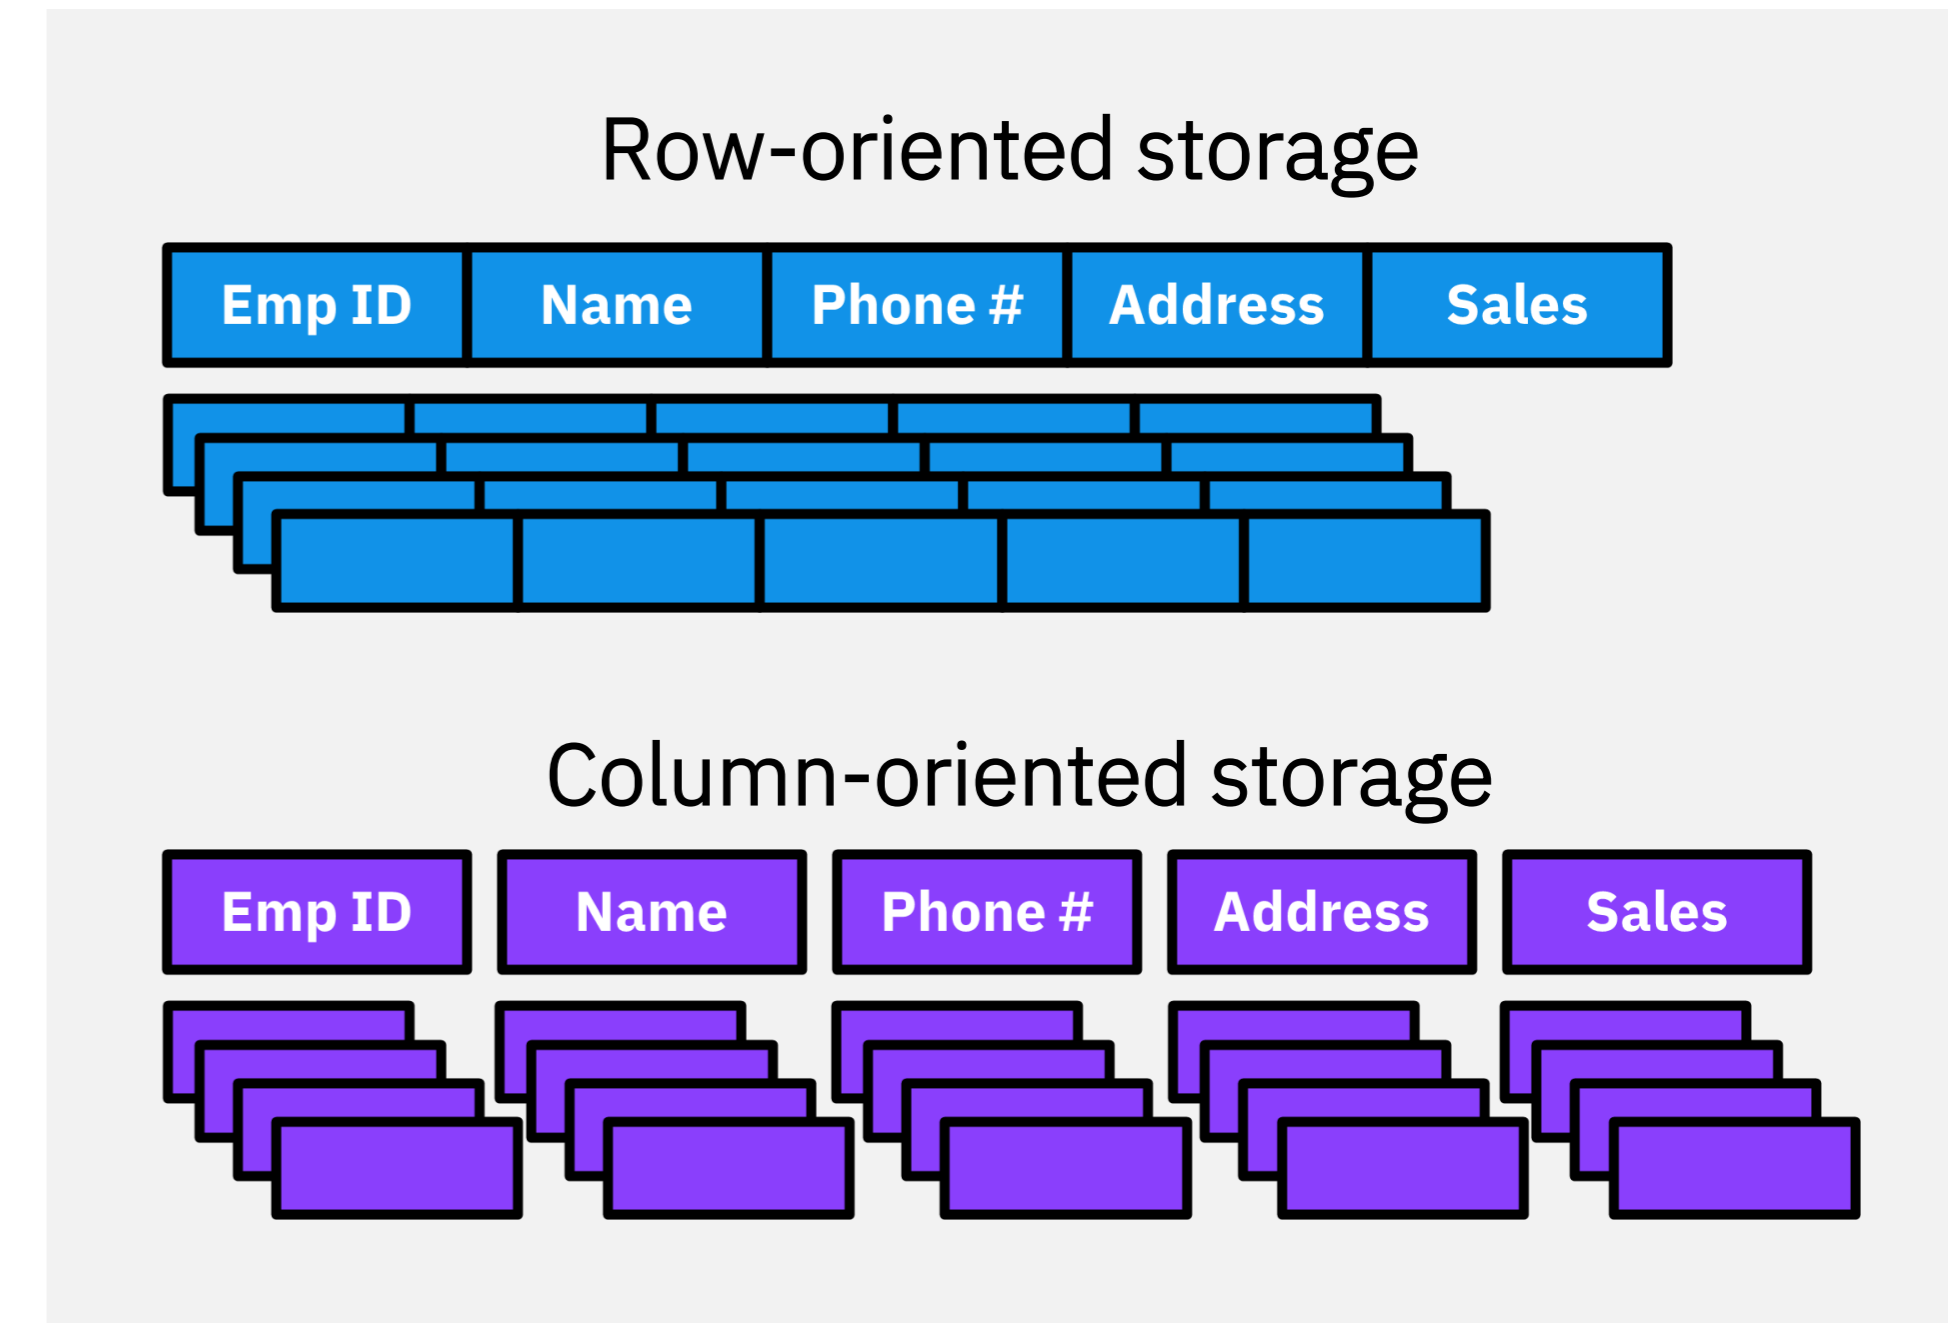 Row-oriented storage
Emp ID Name Phone # Address Sales
Column-oriented storage
Emp ID Name Phone # Address Sales